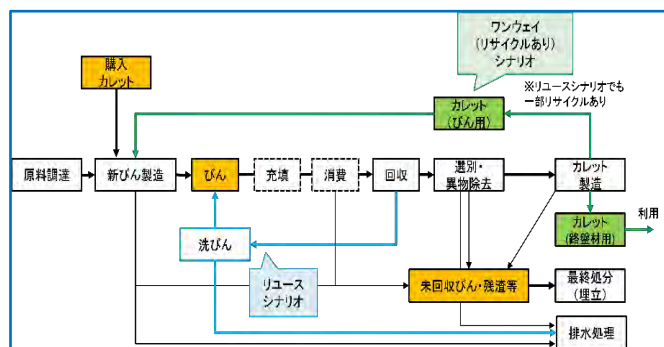 ワンウェイ
(リサイクルあり)
シナリオ
購入
カレット
※リユースシナリオでも
一部リサイクルあり
カレット
(びん用)
原料調達
新びん製造
びん
充填
消費
回収
選別・
異物除去
カレット
製造
カレット
(路盤材用)
利用
洗びん
リユース
シナリオ
未回収びん・残渣等
最終処分
(埋立)
排水処理